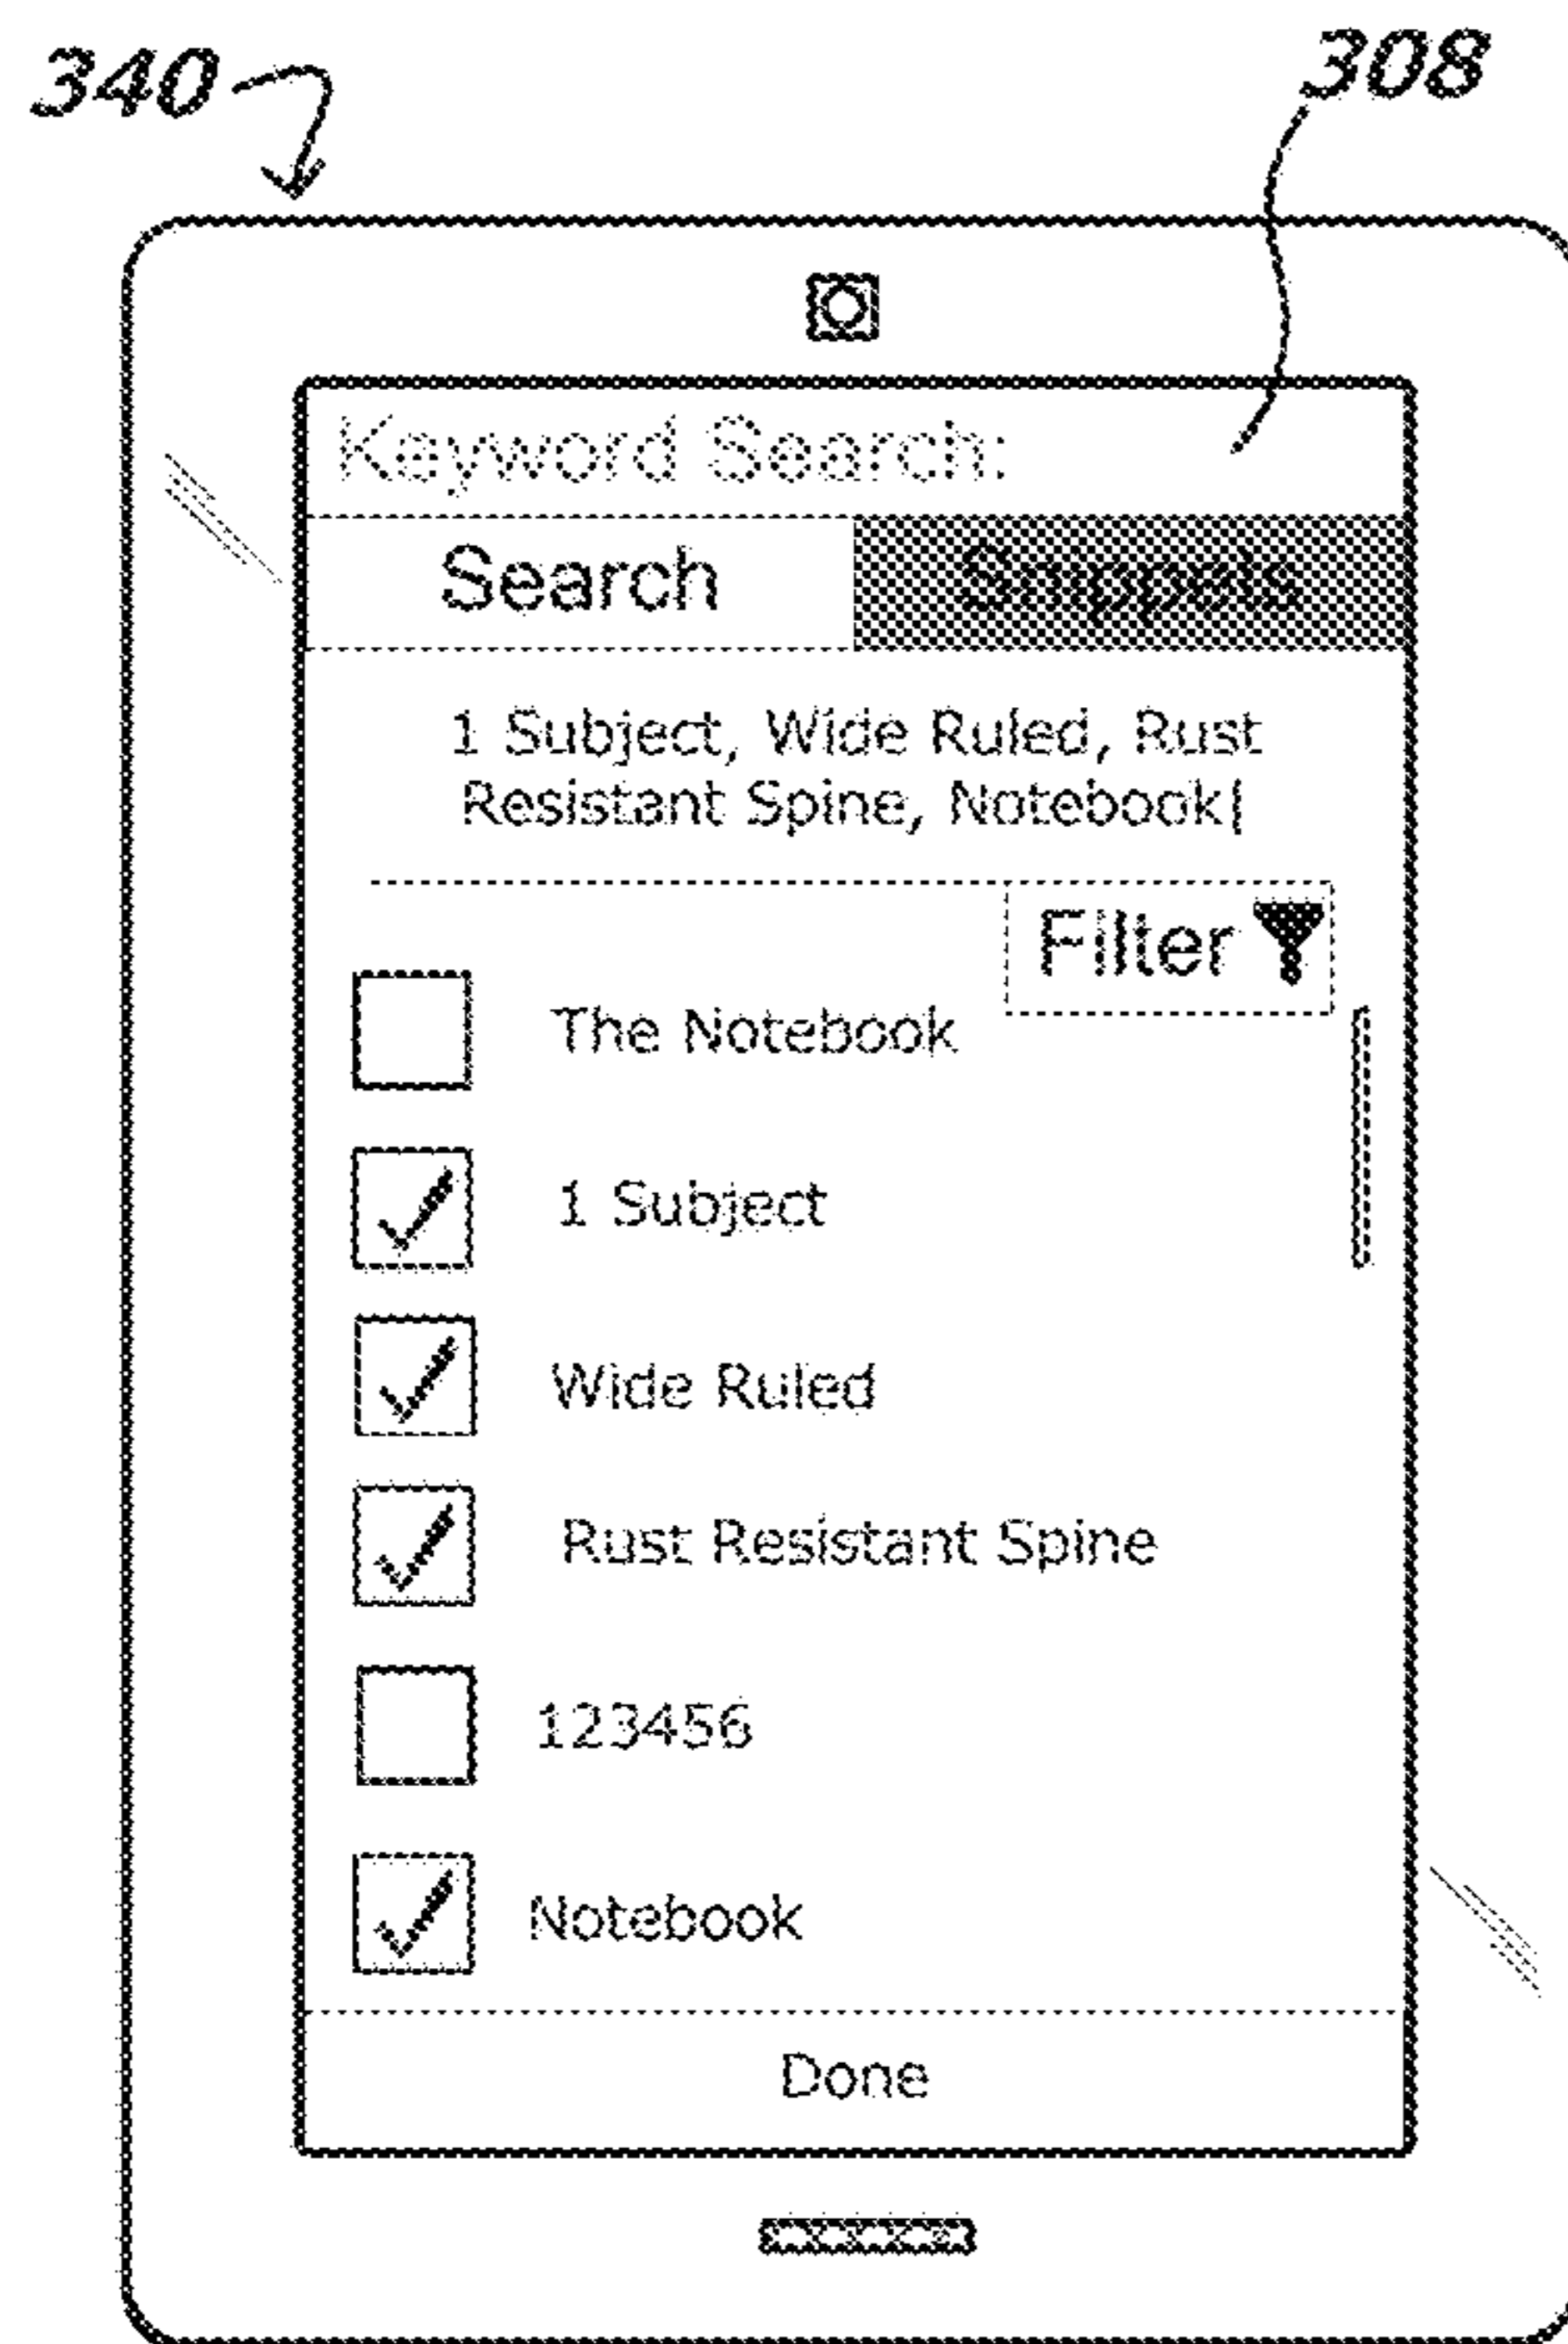 340
308
Keyword Search:
Search Snippets
1 Subject, Wide Ruled, Rust
Resistant Spine, Notebook|
Filter
The Notebook
1 Subject
Wide Ruled
Rust Resistant Spine
123456
Notebook
Done